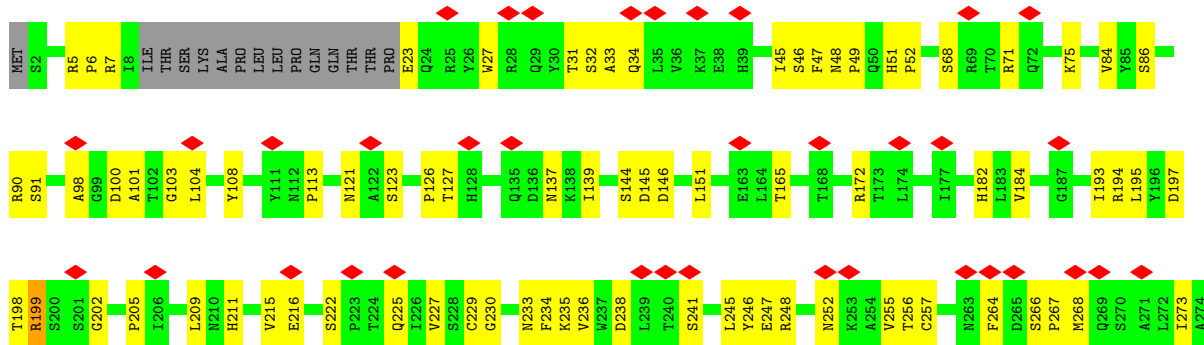 MET S2 R5 P6 R7 I8 ILE THR SER LYS ALA PRO LEU LEU PRO GLN GLN THR THR PRO E23 Q24 R25 Y26 W27 R28 Q29 Y30 T31 S32 A33 Q34 L35 V36 K37 E38 H39 I45 S46 F47 N48 P49 Q50 H51 P52 S68 R69 T70 R71 Q72 K75 V84 Y85 S86
R90 S91 A98 G99 D100 A101 T102 G103 L104 Y108 Y111 N112 P113 N121 A122 S123 P126 T127 H128 Q135 D136 N137 K138 I139 S144 D145 D146 L151 E163 L164 T165 T168 R172 T173 L174 I177 H182 L183 V184 G187 I193 R194 L195 Y196 D197
T198 R199 S200 S201 G202 P205 I206 L209 N210 H211 V215 E216 S222 P223 T224 Q225 I226 V227 S228 C229 G230 N233 F234 K235 V236 W237 D238 L239 T240 S241 L245 Y246 E247 R248 N252 K253 A254 V255 T256 C257 N263 F264 D265 S266 P267 M268 Q269 S270 A271 L272 I273 A274